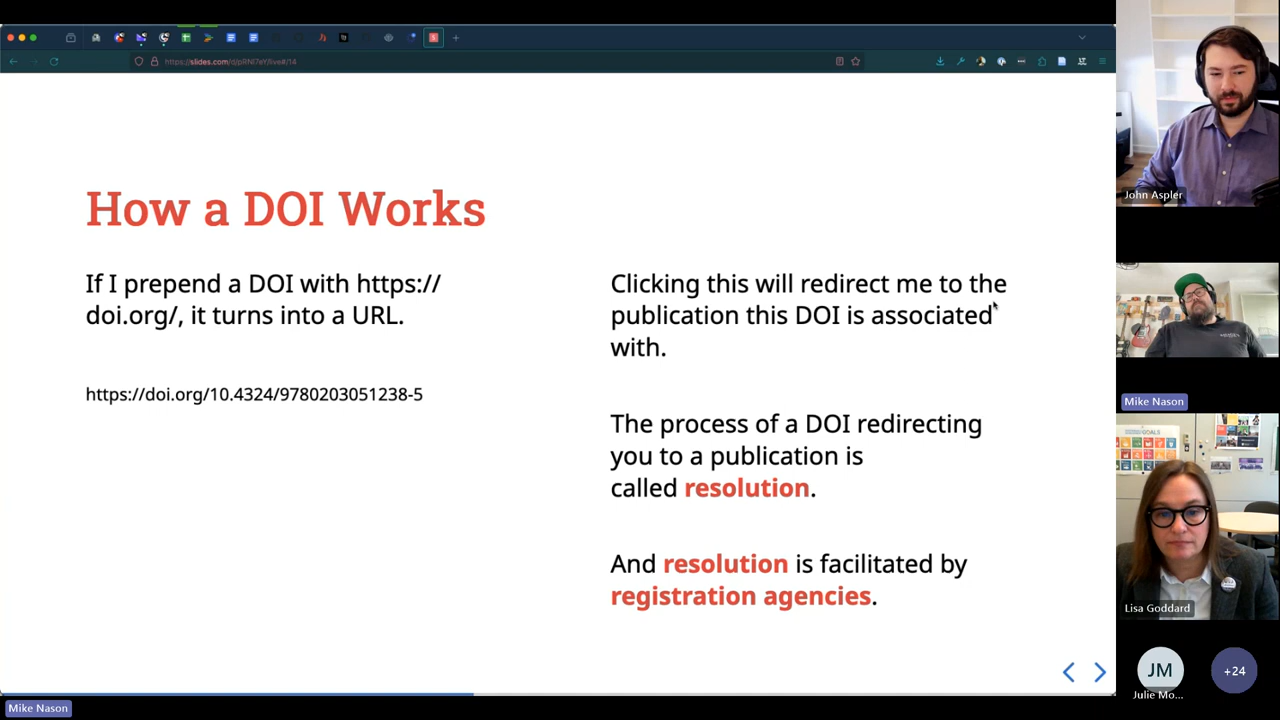 https://slides.com/d/pRNI7eY/live#/14
How a DOI Works
If I prepend a DOI with https://
doi.org/, it turns into a URL.
https://doi.org/10.4324/9780203051238-5
Clicking this will redirect me to the
publication this DOI is associated
with.
The process of a DOI redirecting
you to a publication is
called resolution.
And resolution is facilitated by
registration agencies.
John Aspler
Mike Nason
Lisa Goddard
JM
+24
Julie Mo...
Mike Nason